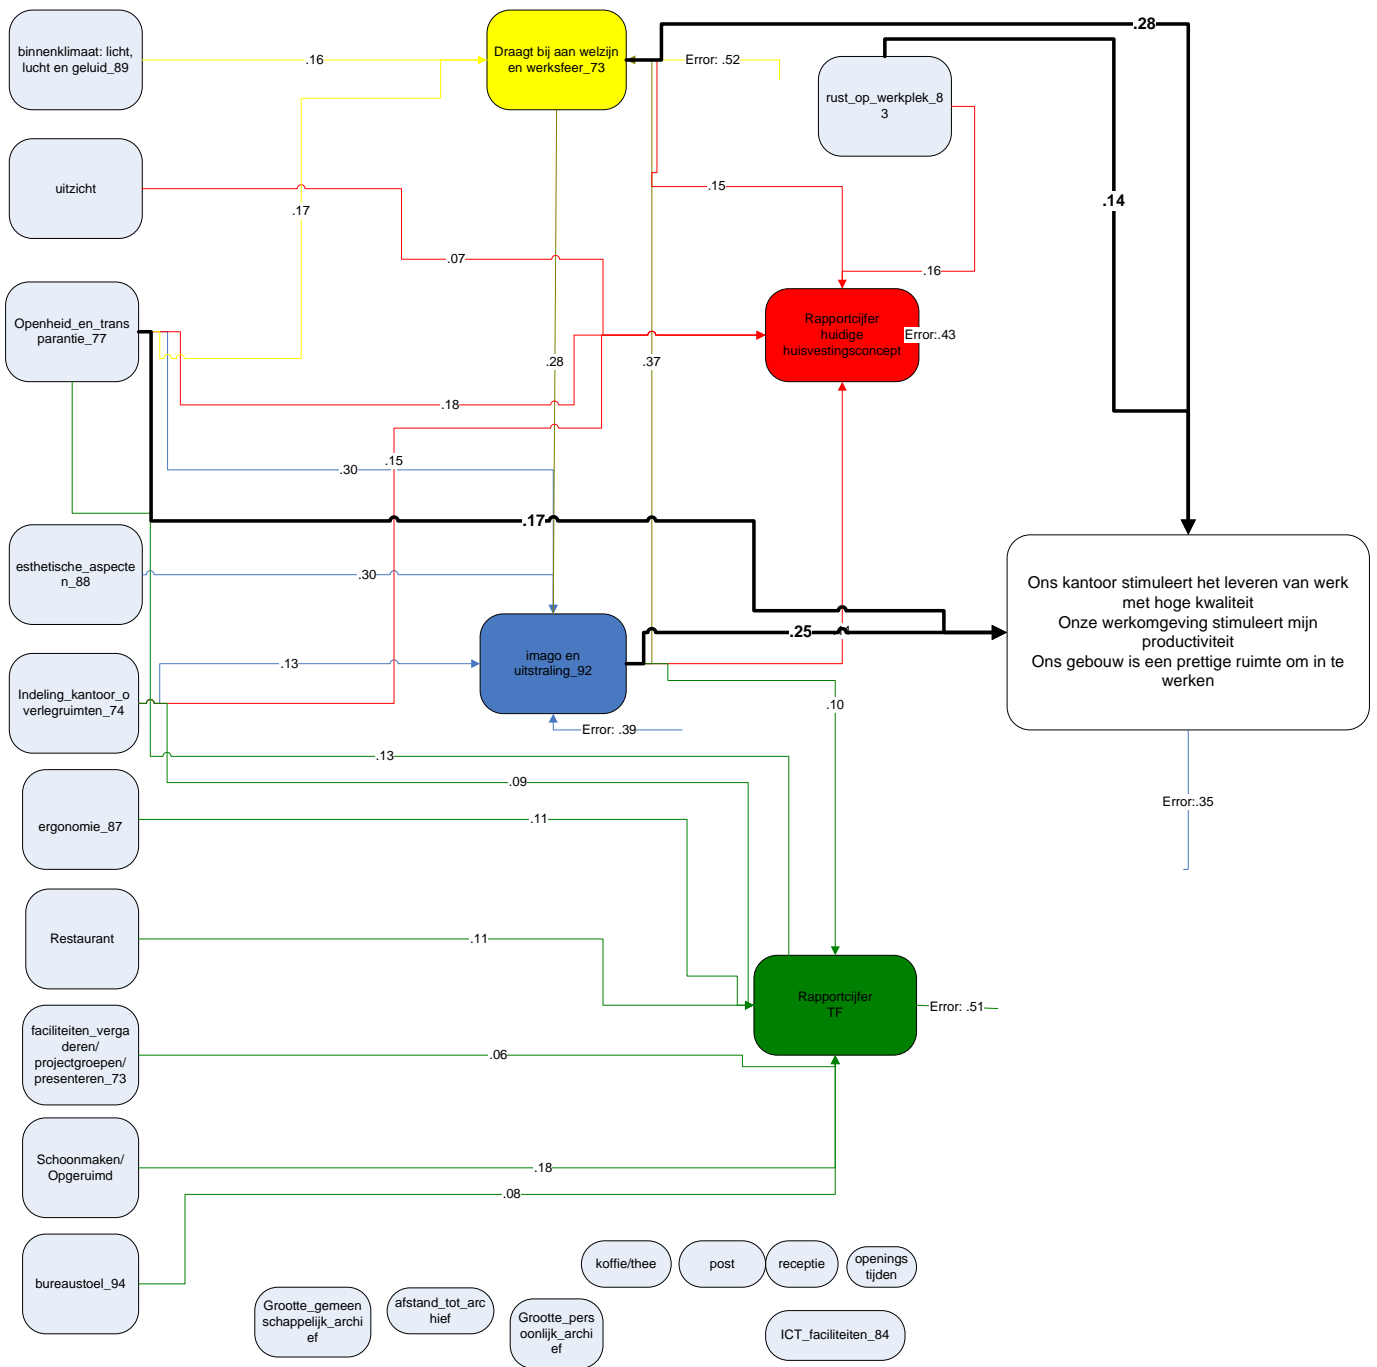 binnenklimaat: licht,
lucht en geluid_89
.16
Draagt bij aan welzijn
en werksfeer_73
Error: .52
.28
rust_op_werkplek_8
3
uitzicht
.17
.15
.14
.07
.16
Openheid_en_trans
parantie_77
Rapportcijfer
huidige
huisvestingsconcept
Error:.43
.28
.37
.18
.15
.30
.17
esthetische_aspecte
n_88
.30
Ons kantoor stimuleert het leveren van werk
met hoge kwaliteit
Onze werkomgeving stimuleert mijn
productiviteit
Ons gebouw is een prettige ruimte om in te
werken
.25
imago en
uitstraling_92
.13
Indeling_kantoor_o
verlegruimten_74
.10
Error: .39
.13
.09
Error:.35
ergonomie_87
.11
Restaurant
.11
Rapportcijfer
TF
Error: .51
faciliteiten_verga
deren/
projectgroepen/
presenteren_73
.06
Schoonmaken/
Opgeruimd
.18
.08
bureaustoel_94
koffie/thee
post
receptie
openings
tijden
Grootte_gemeen
schappelijk_archi
ef
afstand_tot_arc
hief
Grootte_pers
oonlijk_archi
ef
ICT_faciliteiten_84